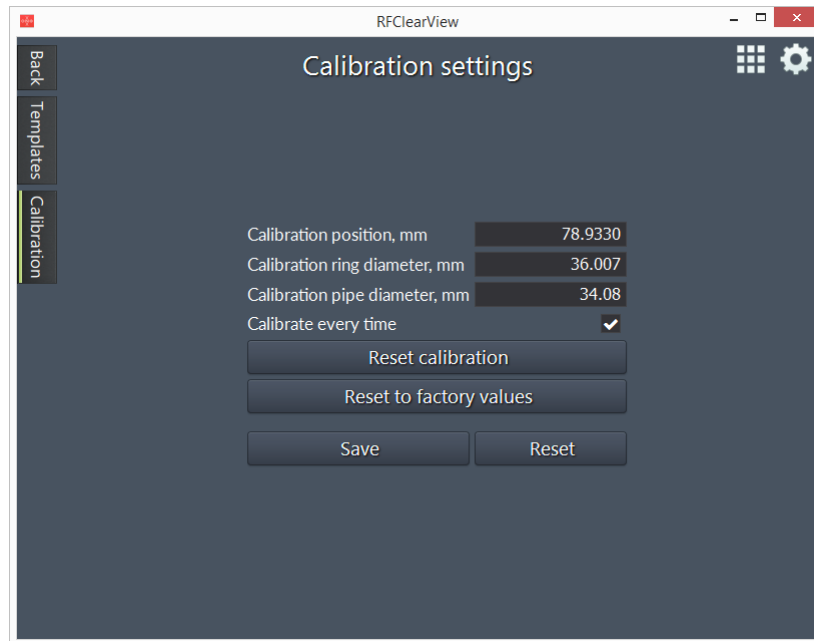 RFClearView
Back
Templates
Calibration
Calibration settings
Calibration position, mm 78.9330
Calibration ring diameter, mm 36.007
Calibration pipe diameter, mm 34.08
Calibrate every time
Reset calibration
Reset to factory values
Save Reset